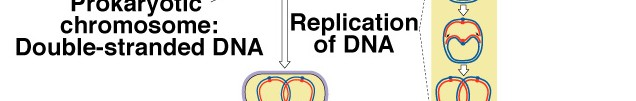 Prokaryotic
chromosome:
Double-stranded DNA
Replication
of DNA